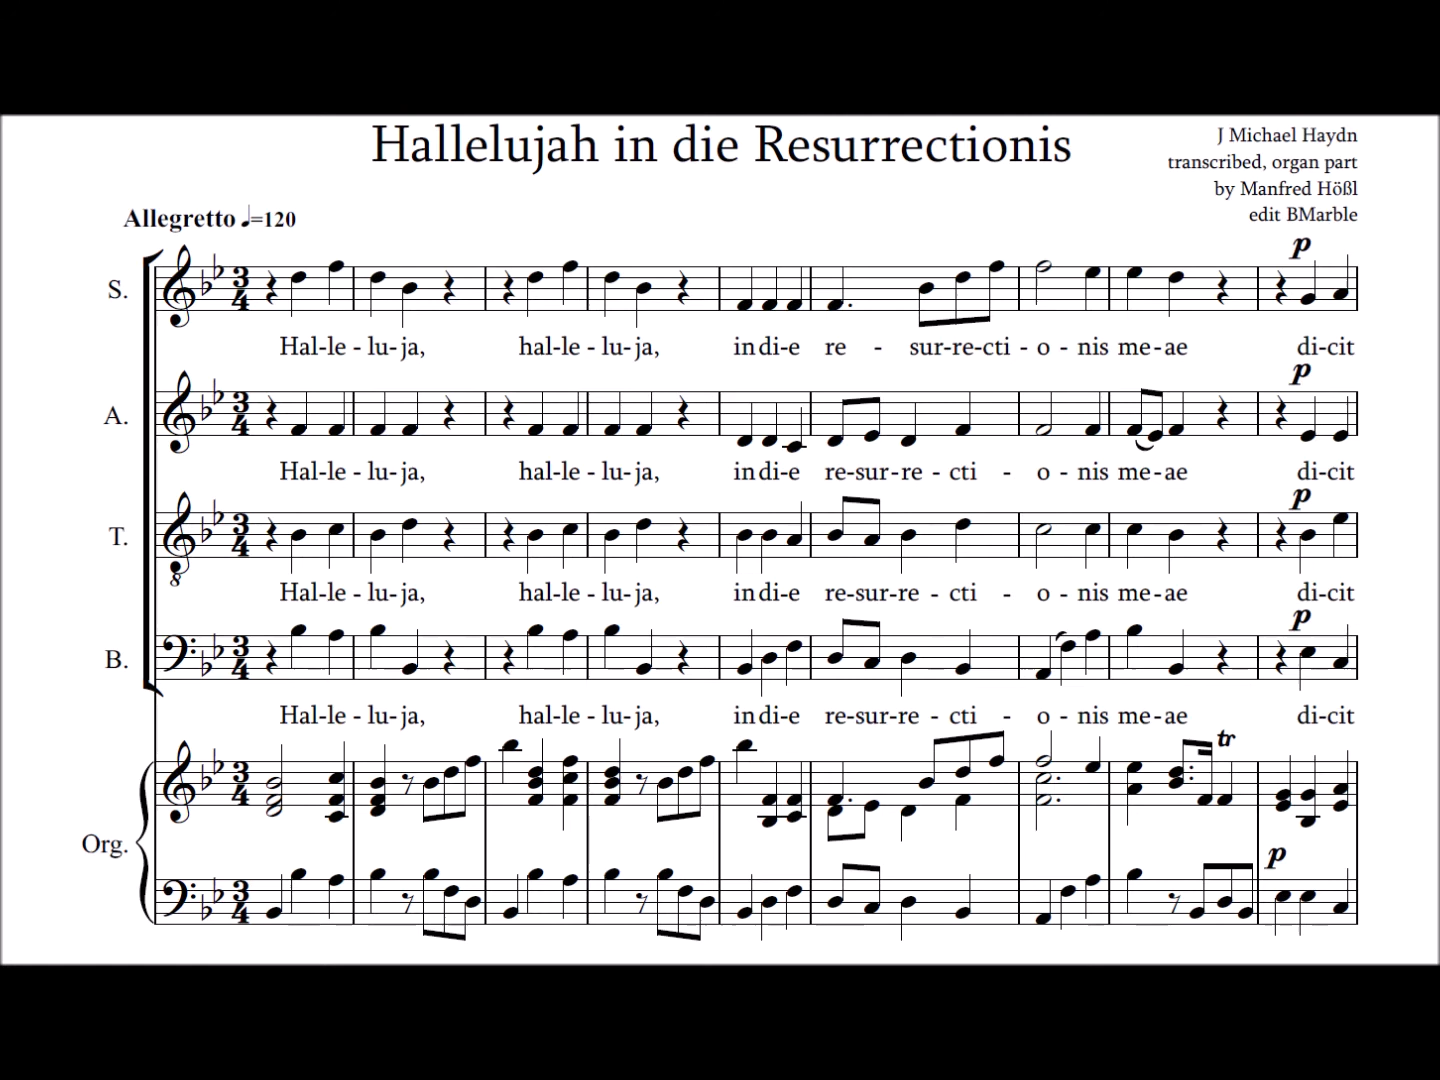 Hallelujah in die Resurrectionis
J Michael Haydn
transcribed, organ part
by Manfred Hößl
edit BMarble
Allegretto ♩=120
p
S.
Hal-le - lu-ja, hal-le - lu-ja, in di-e re - sur-re-cti - o - nis me-ae di-cit
p
A.
Hal-le - lu-ja, hal-le - lu-ja, in di-e re-sur-re - cti - o - nis me-ae di-cit
p
T.
8
Hal-le - lu-ja, hal-le - lu-ja, in di-e re-sur-re - cti - o - nis me-ae di-cit
p
B.
Hal-le - lu-ja, hal-le - lu-ja, in di-e re-sur-re - cti - o - nis me-ae di-cit
tr
Org.
p